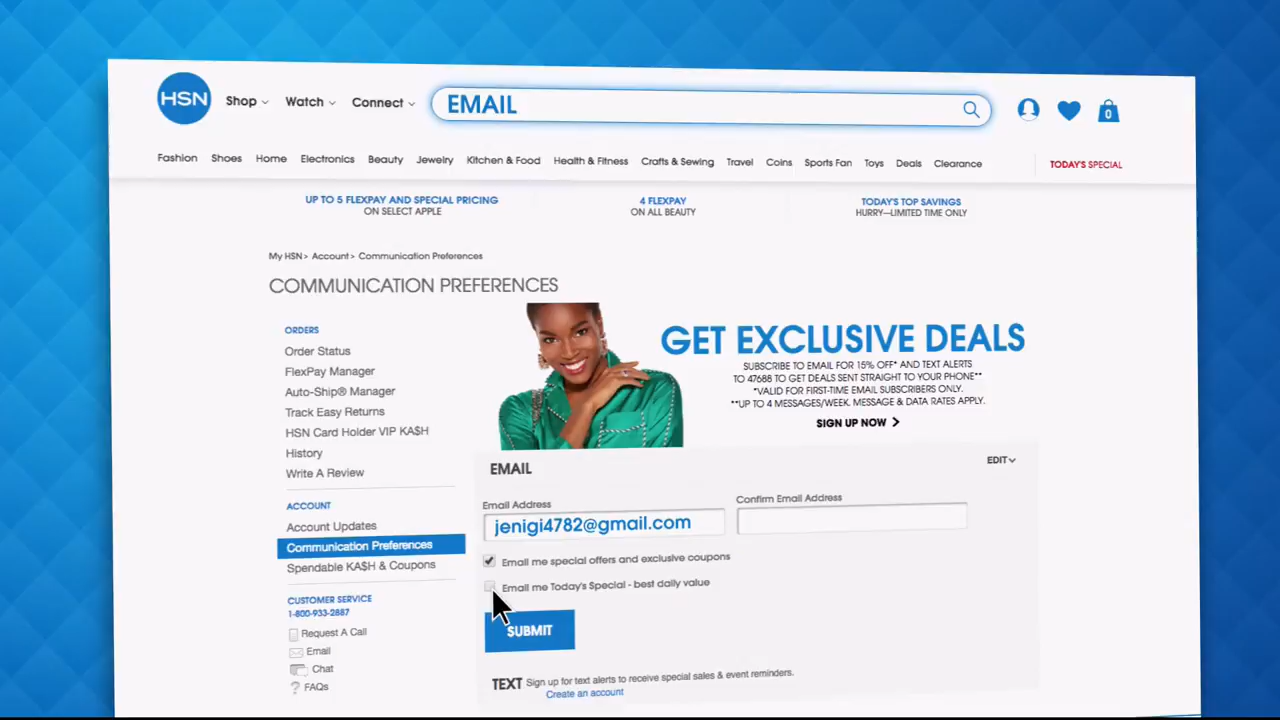 HSN
Shop
Watch
Connect
EMAIL
0
Fashion
Shoes
Home
Electronics
Beauty
Jewelry
Kitchen & Food
Health & Fitness
Crafts & Sewing
Travel
Coins
Sports Fan
Toys
Deals
Clearance
TODAY'S SPECIAL
UP TO 5 FLEXPAY AND SPECIAL PRICING
ON SELECT APPLE
4 FLEXPAY
ON ALL BEAUTY
TODAY'S TOP SAVINGS
HURRY—LIMITED TIME ONLY
My HSN> Account> Communication Preferences
COMMUNICATION PREFERENCES
ORDERS
Order Status
FlexPay Manager
Auto-Ship® Manager
Track Easy Returns
HSN Card Holder VIP KA$H
History
Write A Review
ACCOUNT
Account Updates
Communication Preferences
Spendable KA$H & Coupons
CUSTOMER SERVICE
1-800-933-2887
Request A Call
Email
Chat
? FAQs
GET EXCLUSIVE DEALS
SUBSCRIBE TO EMAIL FOR 15% OFF* AND TEXT ALERTS
TO 47688 TO GET DEALS SENT STRAIGHT TO YOUR PHONE**
*VALID FOR FIRST-TIME EMAIL SUBSCRIBERS ONLY.
**UP TO 4 MESSAGES/WEEK. MESSAGE & DATA RATES APPLY.
SIGN UP NOW >
EMAIL
EDIT
Email Address
Confirm Email Address
jenigi4782@gmail.com
Email me special offers and exclusive coupons
Email me Today's Special - best daily value
SUBMIT
TEXT Sign up for text alerts to receive special sales & event reminders.
Create an account